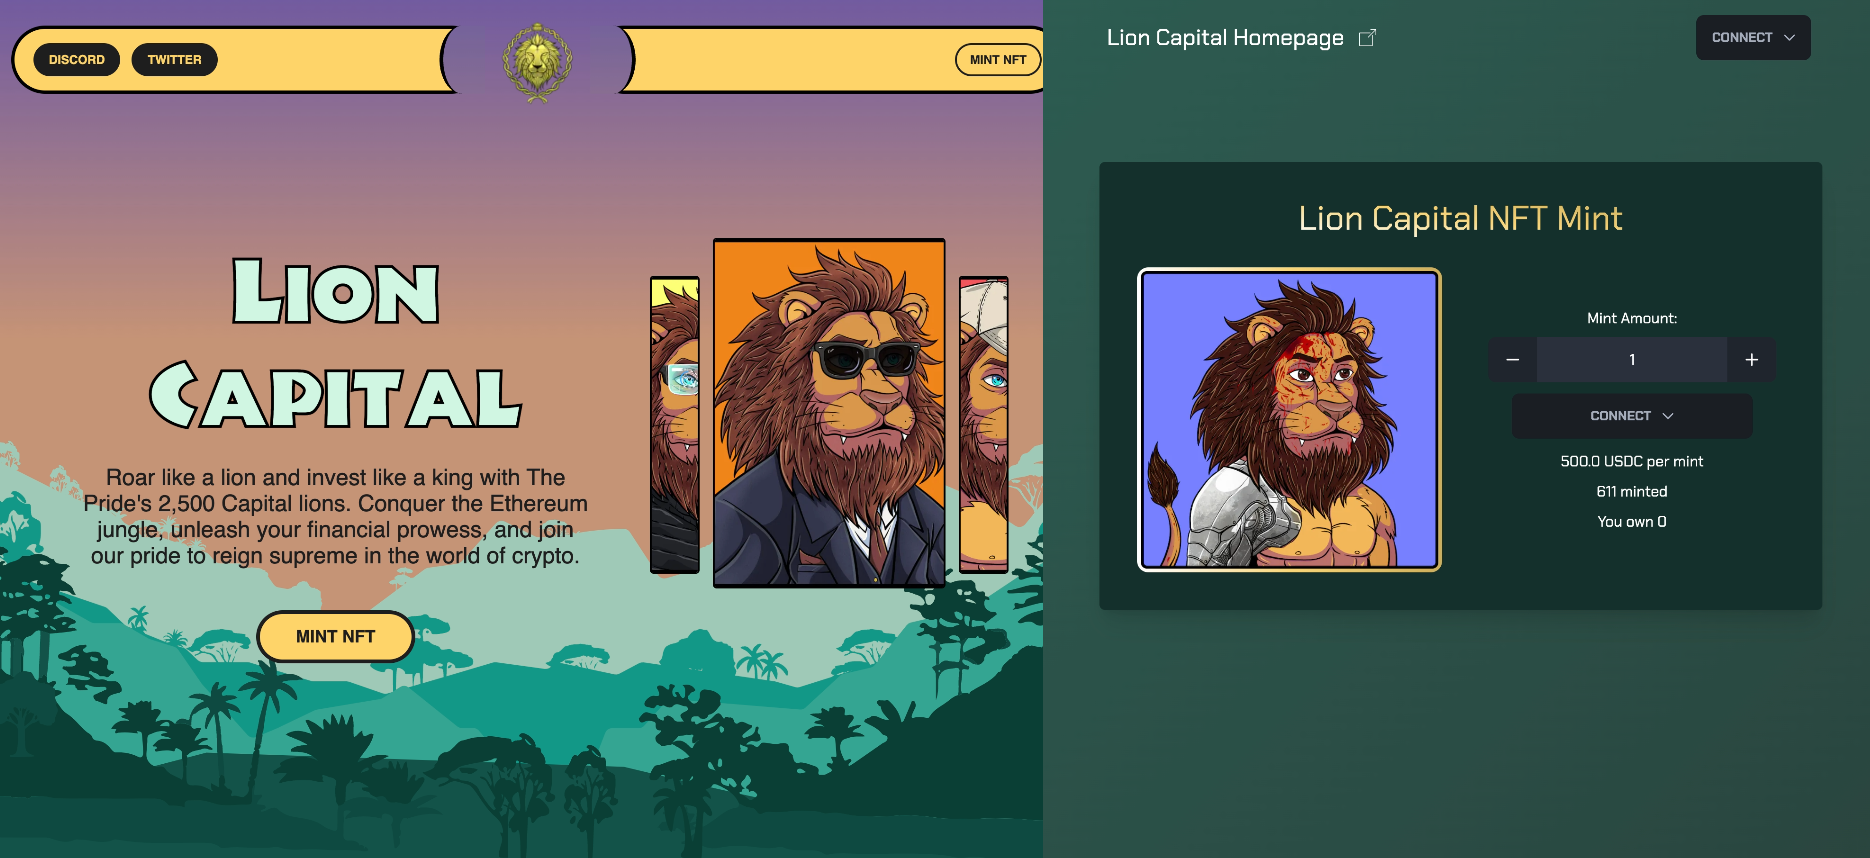 DISCORD
TWITTER
MINT NFT
LION
CAPITAL
Roar like a lion and invest like a king with The
Pride's 2,500 Capital lions. Conquer the Ethereum
jungle, unleash your financial prowess, and join
our pride to reign supreme in the world of crypto.
MINT NFT
Lion Capital Homepage
CONNECT
Lion Capital NFT Mint
Mint Amount:
1
CONNECT
500.0 USDC per mint
611 minted
You own 0